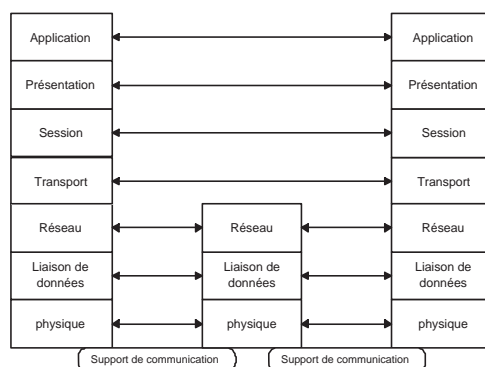 Application
Application
Présentation
Présentation
Session
Session
Transport
Transport
Réseau
Réseau
Réseau
Liaison de
données
Liaison de
données
Liaison de
données
physique
physique
physique
Support de communication
Support de communication